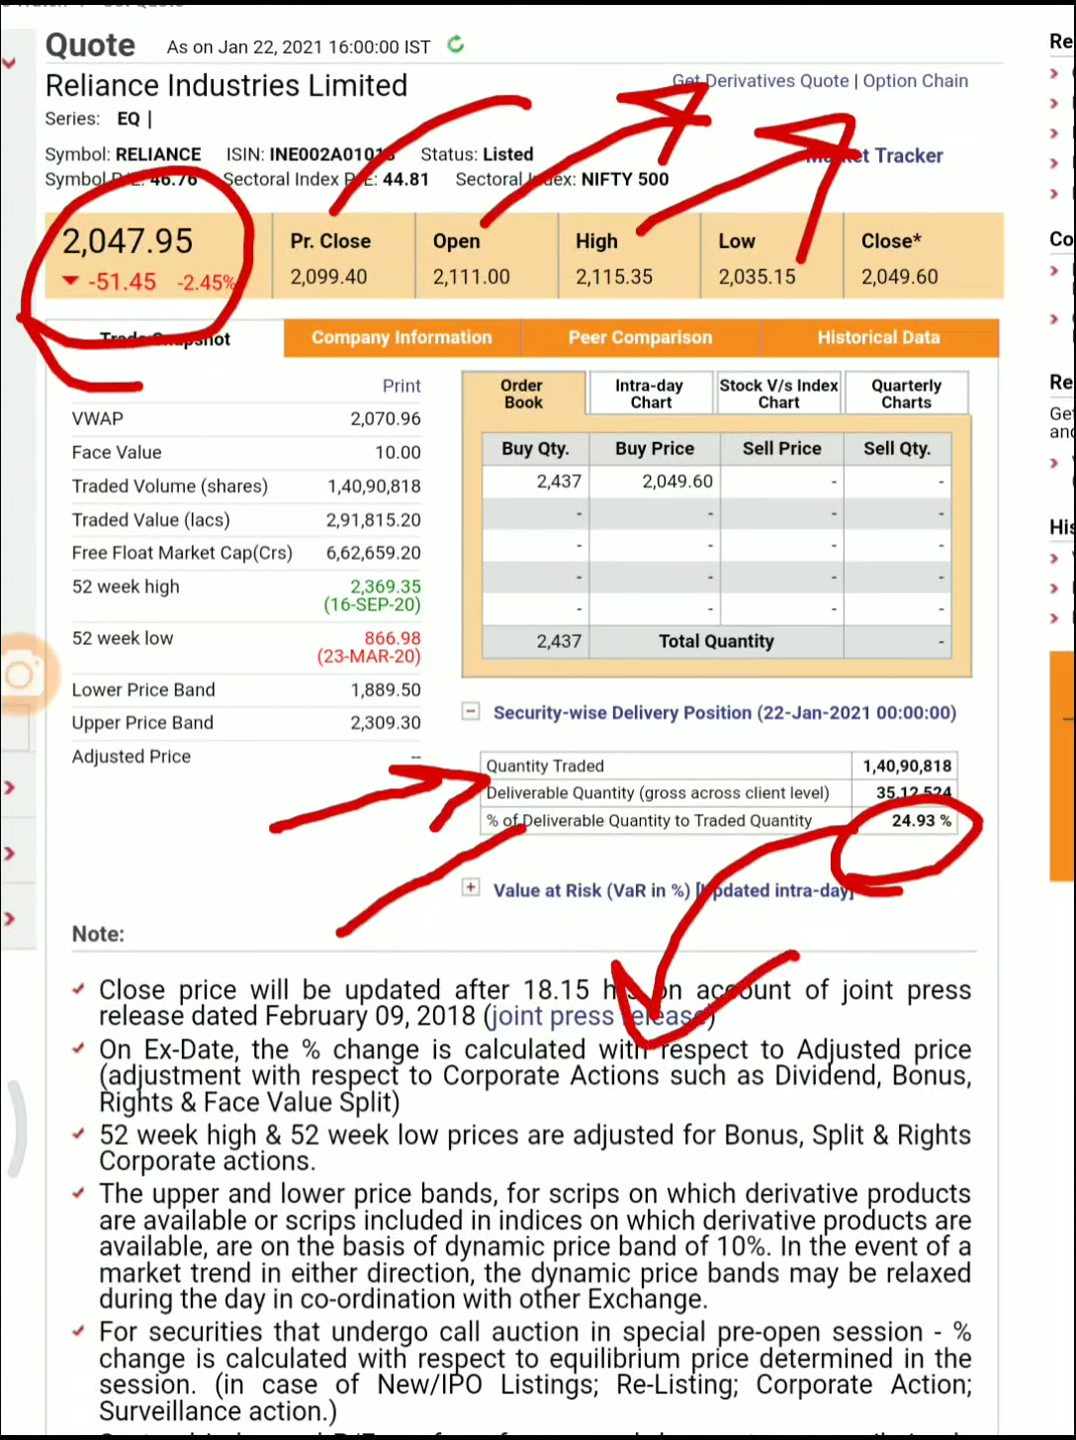 Quote As on Jan 22, 2021 16:00:00 IST
Reliance Industries Limited
Get Derivatives Quote | Option Chain
Series: EQ |
Symbol: RELIANCE ISIN: Status: Listed
Tracker
46.76 Sectoral Index P/E: 44.81 Sectoral Index: NIFTY 500
2,047.95
-51.45 -2.45%
Pr. Close Open High Low Close*
2,099.40 2,111.00 2,115.35 2,035.15 2,049.60
Company Information Peer Comparison Historical Data
Print
VWAP 2,070.96
Face Value 10.00
Traded Volume (shares) 1,40,90,818
Traded Value (lacs) 2,91,815.20
Free Float Market Cap(Crs) 6,62,659.20
52 week high 2,369.35
(16-SEP-20)
52 week low 866.98
(23-MAR-20)
Lower Price Band 1,889.50
Upper Price Band 2,309.30
Adjusted Price --
Order Book Intra-day Chart Stock V/s Index Chart Quarterly Charts
Buy Qty. Buy Price Sell Price Sell Qty.
2,437 2,049.60 - -
- - - -
- - - -
- - - -
- - - -
2,437 Total Quantity -
Security-wise Delivery Position (22-Jan-2021 00:00:00)
Quantity Traded 1,40,90,818
Deliverable Quantity (gross across client level) 35,12,524
% of Deliverable Quantity to Traded Quantity 24.93 %
Value at Risk (VaR in %) [Updated intra-day]
Note:
Close price will be updated after 18.15 on account of joint press
release dated February 09, 2018 (joint press release)
On Ex-Date, the % change is calculated with respect to Adjusted price
(adjustment with respect to Corporate Actions such as Dividend, Bonus,
Rights & Face Value Split)
52 week high & 52 week low prices are adjusted for Bonus, Split & Rights
Corporate actions.
The upper and lower price bands, for scrips on which derivative products
are available or scrips included in indices on which derivative products are
available, are on the basis of dynamic price band of 10%. In the event of a
market trend in either direction, the dynamic price bands may be relaxed
during the day in co-ordination with other Exchange.
For securities that undergo call auction in special pre-open session - %
change is calculated with respect to equilibrium price determined in the
session. (in case of New/IPO Listings; Re-Listing; Corporate Action;
Surveillance action.)